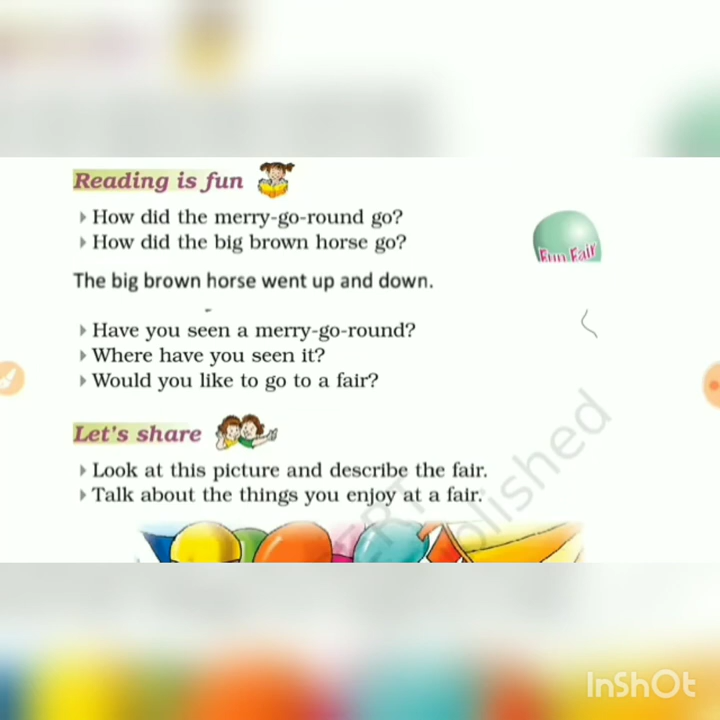 Reading is fun
How did the merry-go-round go?
How did the big brown horse go?
Fun Fair
The big brown horse went up and down.
Have you seen a merry-go-round?
Where have you seen it?
Would you like to go to a fair?
Let's share
Look at this picture and describe the fair.
Talk about the things you enjoy at a fair.
InShOt